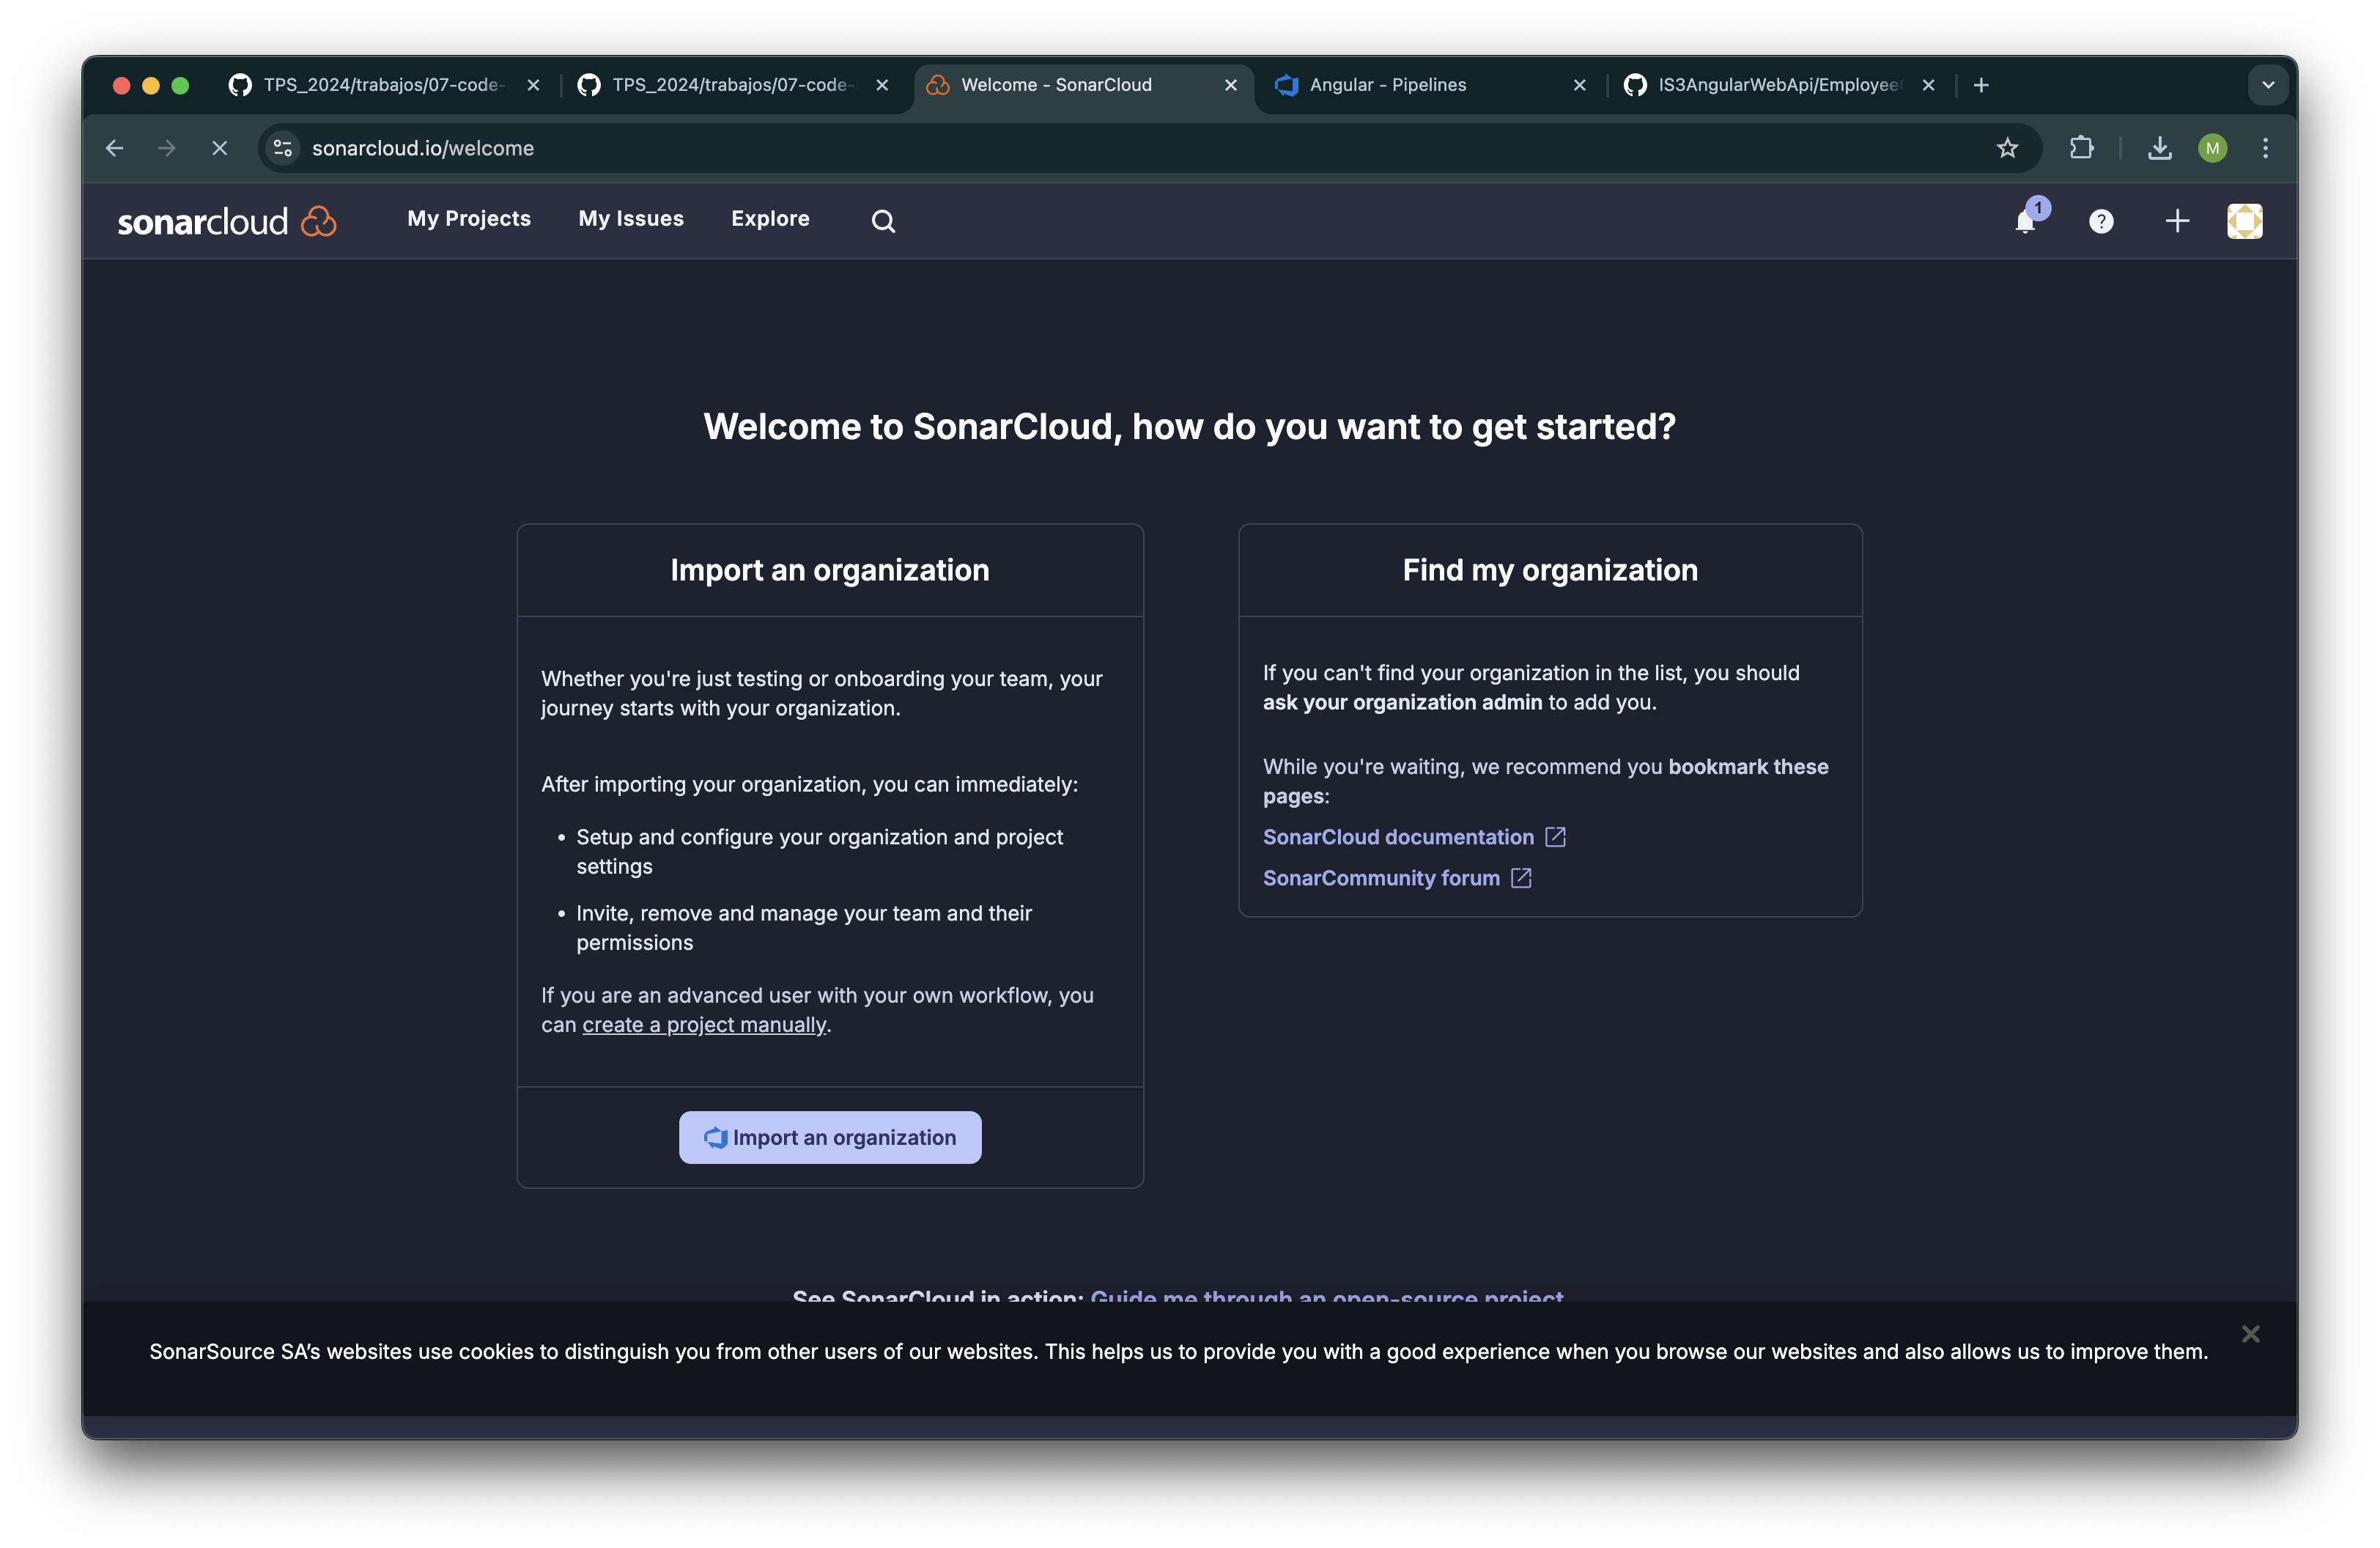 TPS_2024/trabajos/07-code-
TPS_2024/trabajos/07-code-
Welcome - SonarCloud
Angular - Pipelines
IS3AngularWebApi/Employee
sonarcloud.io/welcome
M
sonarcloud
My Projects
My Issues
Explore
1
?
Welcome to SonarCloud, how do you want to get started?
Import an organization
Whether you're just testing or onboarding your team, your
journey starts with your organization.
After importing your organization, you can immediately:
• Setup and configure your organization and project
settings
• Invite, remove and manage your team and their
permissions
If you are an advanced user with your own workflow, you
can create a project manually.
Import an organization
Find my organization
If you can't find your organization in the list, you should
ask your organization admin to add you.
While you're waiting, we recommend you bookmark these
pages:
SonarCloud documentation
SonarCommunity forum
See SonarCloud in action: Guide me through an open-source project
SonarSource SA’s websites use cookies to distinguish you from other users of our websites. This helps us to provide you with a good experience when you browse our websites and also allows us to improve them.